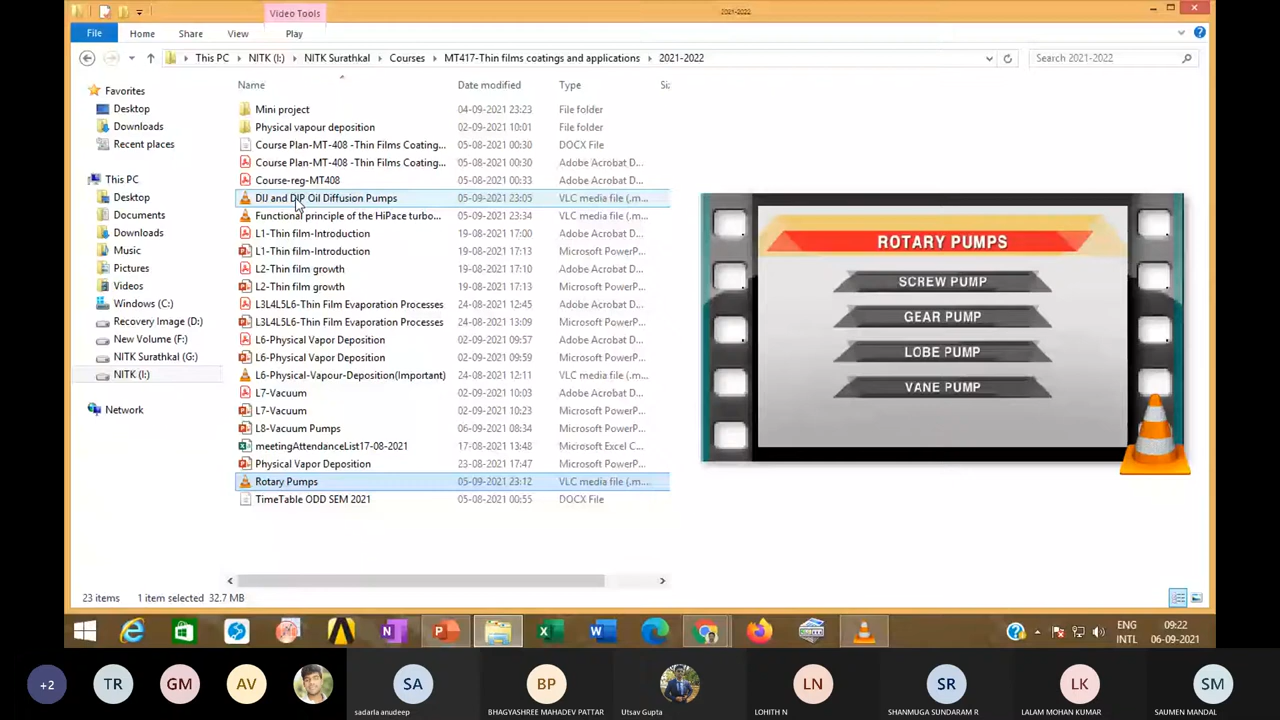 Video Tools
2021-2022
File
Home
Share
View
Play
This PC
NITK (I:)
NITK Surathkal
Courses
MT417-Thin films coatings and applications
2021-2022
Search 2021-2022
Name
Date modified
Type
Favorites
Desktop
Downloads
Recent places
This PC
Desktop
Documents
Downloads
Music
Pictures
Videos
Windows (C:)
Recovery Image (D:)
New Volume (F:)
NITK Surathkal (G:)
NITK (I:)
Network
Mini project 04-09-2021 23:23 File folder
Physical vapour deposition 02-09-2021 10:01 File folder
Course Plan-MT-408 -Thin Films Coating... 05-08-2021 00:30 DOCX File
Course Plan-MT-408 -Thin Films Coating... 05-08-2021 00:30 Adobe Acrobat D...
Course-reg-MT408 05-08-2021 00:33 Adobe Acrobat D...
DIJ and DIP Oil Diffusion Pumps 05-09-2021 23:05 VLC media file (.m...
Functional principle of the HiPace turbo... 05-09-2021 23:34 VLC media file (.m...
L1-Thin film-Introduction 19-08-2021 17:00 Adobe Acrobat D...
L1-Thin film-Introduction 19-08-2021 17:13 Microsoft PowerP...
L2-Thin film growth 19-08-2021 17:10 Adobe Acrobat D...
L2-Thin film growth 19-08-2021 17:13 Microsoft PowerP...
L3L4L5L6-Thin Film Evaporation Processes 24-08-2021 12:45 Adobe Acrobat D...
L3L4L5L6-Thin Film Evaporation Processes 24-08-2021 13:09 Microsoft PowerP...
L6-Physical Vapor Deposition 02-09-2021 09:57 Adobe Acrobat D...
L6-Physical Vapor Deposition 02-09-2021 09:59 Microsoft PowerP...
L6-Physical-Vapour-Deposition(Important) 24-08-2021 12:11 VLC media file (.m...
L7-Vacuum 02-09-2021 10:03 Adobe Acrobat D...
L7-Vacuum 02-09-2021 10:23 Microsoft PowerP...
L8-Vacuum Pumps 06-09-2021 08:34 Microsoft PowerP...
meetingAttendanceList17-08-2021 17-08-2021 13:48 Microsoft Excel C...
Physical Vapor Deposition 23-08-2021 17:47 Microsoft PowerP...
Rotary Pumps 05-09-2021 23:12 VLC media file (.m...
TimeTable ODD SEM 2021 05-08-2021 00:55 DOCX File
ROTARY PUMPS
SCREW PUMP
GEAR PUMP
LOBE PUMP
VANE PUMP
23 items 1 item selected 32.7 MB
ENG
INTL
09:22
06-09-2021
+2
TR
GM
AV
SA
BP
LN
SR
LK
SM
sadarla anudeep
BHAGYASHREE MAHADEV PATTAR
Utsav Gupta
LOHITH N
SHANMUGA SUNDARAM R
LALAM MOHAN KUMAR
SAUMEN MANDAL